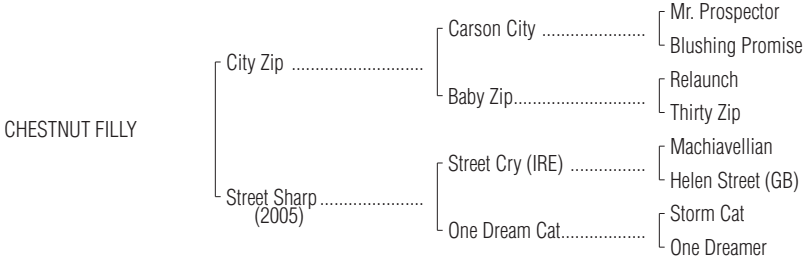 Mr. Prospector
Carson City ......................
Blushing Promise
City Zip ............................
Relaunch
Baby Zip............................
Thirty Zip
CHESTNUT FILLY
Machiavellian
Street Cry (IRE) ................
Helen Street (GB)
Street Sharp ......................
(2005)
Storm Cat
One Dream Cat..................
One Dreamer